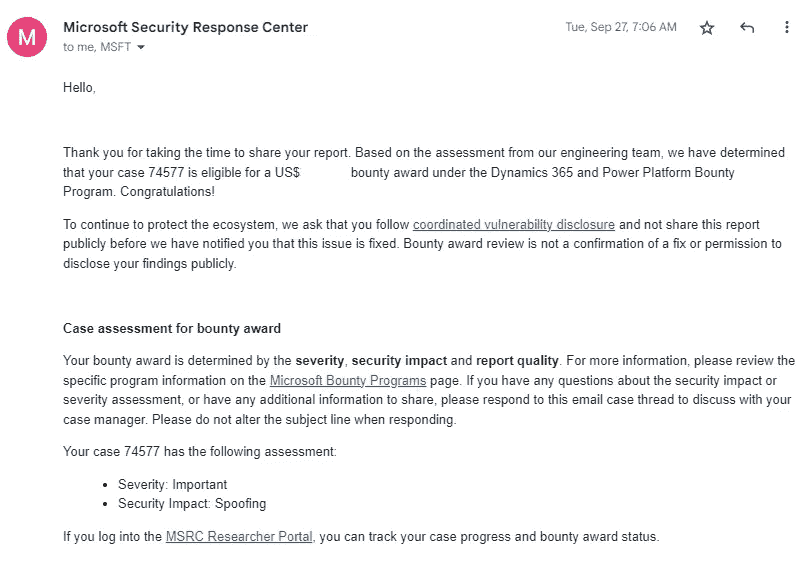 M
Microsoft Security Response Center
Tue, Sep 27, 7:06 AM
to me, MSFT
Hello,
Thank you for taking the time to share your report. Based on the assessment from our engineering team, we have determined
that your case 74577 is eligible for a US$ bounty award under the Dynamics 365 and Power Platform Bounty
Program. Congratulations!
To continue to protect the ecosystem, we ask that you follow coordinated vulnerability disclosure and not share this report
publicly before we have notified you that this issue is fixed. Bounty award review is not a confirmation of a fix or permission to
disclose your findings publicly.
Case assessment for bounty award
Your bounty award is determined by the severity, security impact and report quality. For more information, please review the
specific program information on the Microsoft Bounty Programs page. If you have any questions about the security impact or
severity assessment, or have any additional information to share, please respond to this email case thread to discuss with your
case manager. Please do not alter the subject line when responding.
Your case 74577 has the following assessment:
• Severity: Important
• Security Impact: Spoofing
If you log into the MSRC Researcher Portal, you can track your case progress and bounty award status.